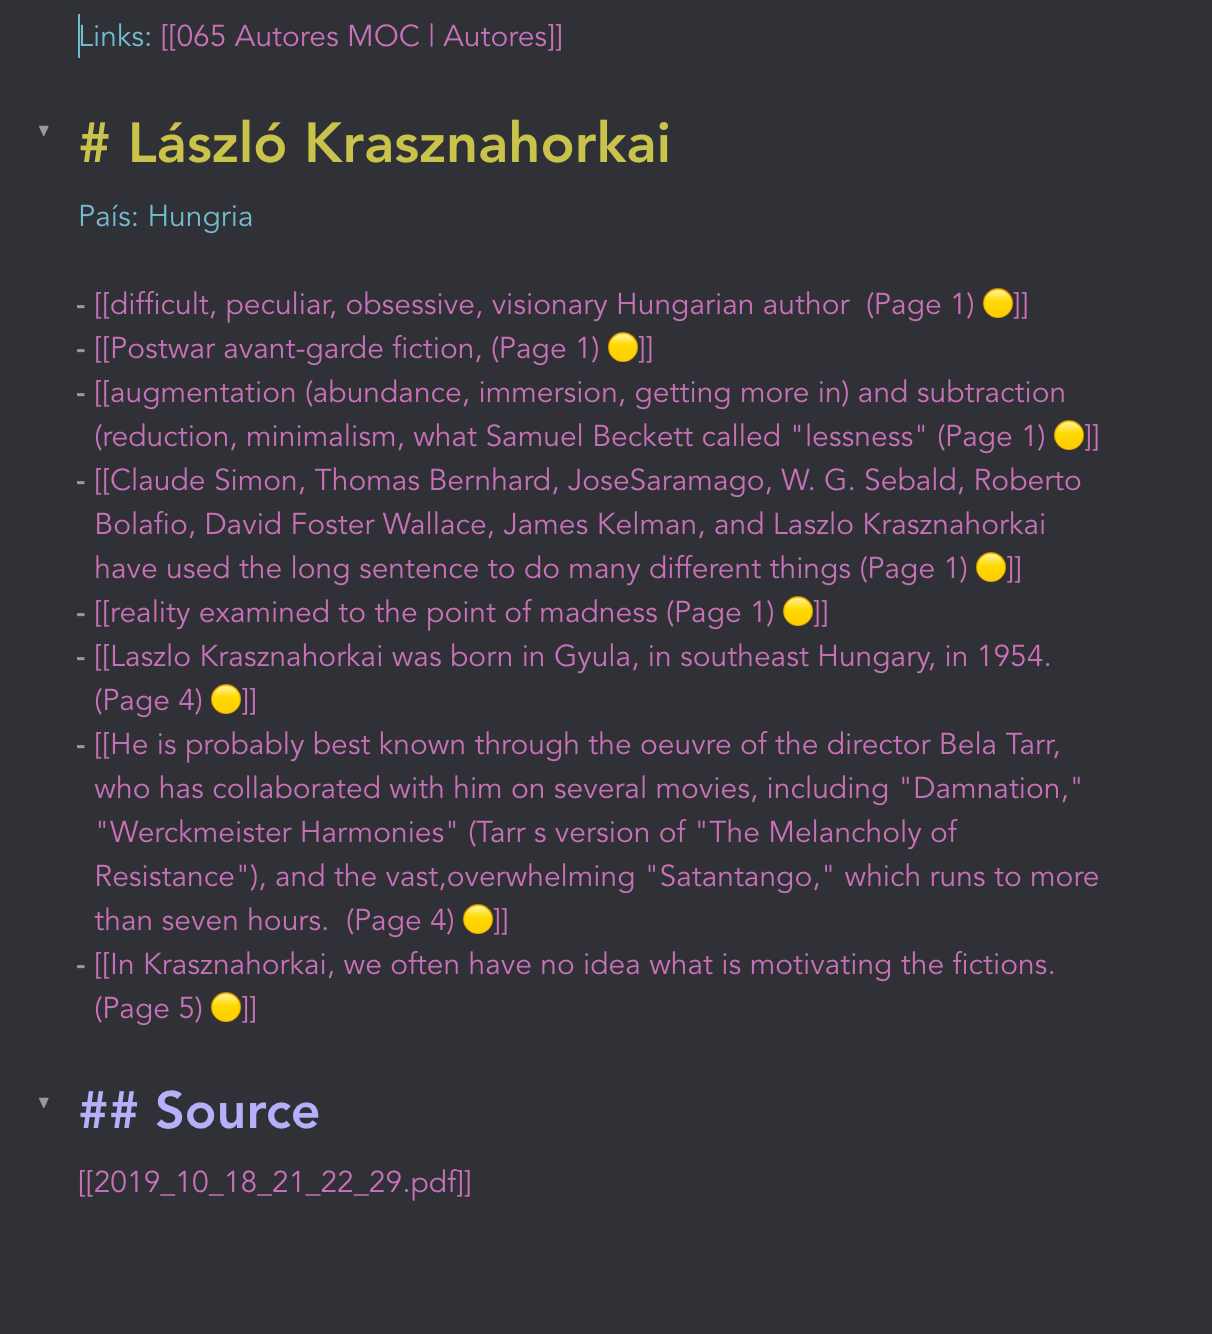 Links: [[065 Autores MOC | Autores]]
# László Krasznahorkai
País: Hungria
- [[difficult, peculiar, obsessive, visionary Hungarian author  (Page 1) 🟡]]
- [[Postwar avant-garde fiction, (Page 1) 🟡]]
- [[augmentation (abundance, immersion, getting more in) and subtraction
(reduction, minimalism, what Samuel Beckett called "lessness" (Page 1) 🟡]]
- [[Claude Simon, Thomas Bernhard, JoseSaramago, W. G. Sebald, Roberto
Bolafio, David Foster Wallace, James Kelman, and Laszlo Krasznahorkai
have used the long sentence to do many different things (Page 1) 🟡]]
- [[reality examined to the point of madness (Page 1) 🟡]]
- [[Laszlo Krasznahorkai was born in Gyula, in southeast Hungary, in 1954.
(Page 4) 🟡]]
- [[He is probably best known through the oeuvre of the director Bela Tarr,
who has collaborated with him on several movies, including "Damnation,"
"Werckmeister Harmonies" (Tarr s version of "The Melancholy of
Resistance"), and the vast,overwhelming "Satantango," which runs to more
than seven hours.  (Page 4) 🟡]]
- [[In Krasznahorkai, we often have no idea what is motivating the fictions.
(Page 5) 🟡]]
## Source
[[2019_10_18_21_22_29.pdf]]